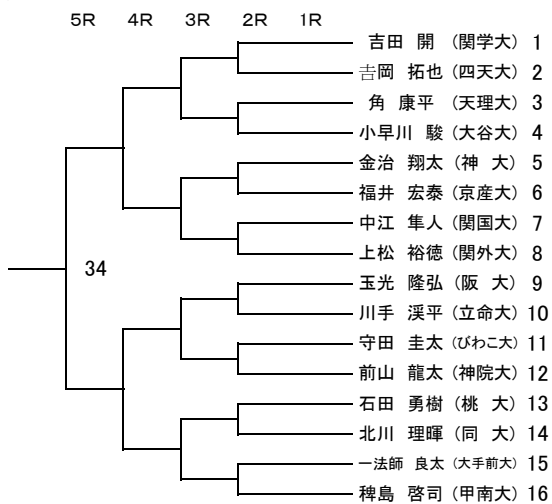 5R 4R 3R 2R 1R
吉田 開 (関学大) 1
𠮷岡 拓也 (四天大) 2
角 康平 (天理大) 3
小早川 駿 (大谷大) 4
金治 翔太 (神 大) 5
福井 宏泰 (京産大) 6
中江 隼人 (関国大) 7
上松 裕徳 (関外大) 8
34
玉光 隆弘 (阪 大) 9
川手 渓平 (立命大) 10
守田 圭太 (びわこ大) 11
前山 龍太 (神院大) 12
石田 勇樹 (桃 大) 13
北川 理暉 (同 大) 14
一法師 良太 (大手前大) 15
稗島 啓司 (甲南大) 16